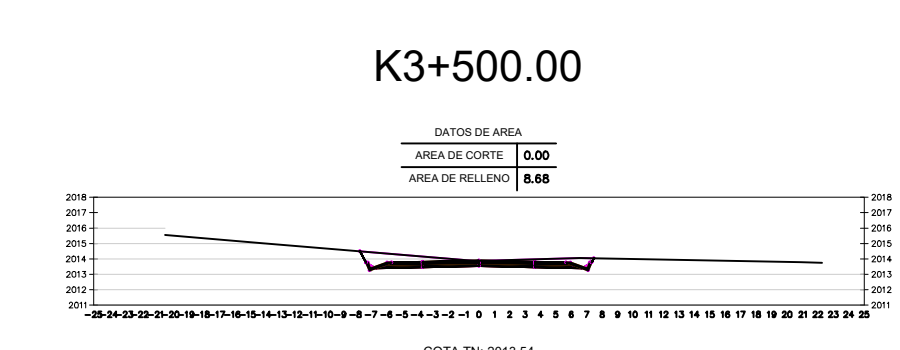 K3+500.00
DATOS DE AREA
AREA DE CORTE 0.00
AREA DE RELLENO 8.68
2018 2018
2017 2017
2016 2016
2015 2015
2014 2014
2013 2013
2012 2012
2011 2011
-25-24-23-22-21-20-19-18-17-16-15-14-13-12-11-10-9 -8 -7 -6 -5 -4 -3 -2 -1 0 1 2 3 4 5 6 7 8 9 10 11 12 13 14 15 16 17 18 19 20 21 22 23 24 25
COTA TN: 2013.54